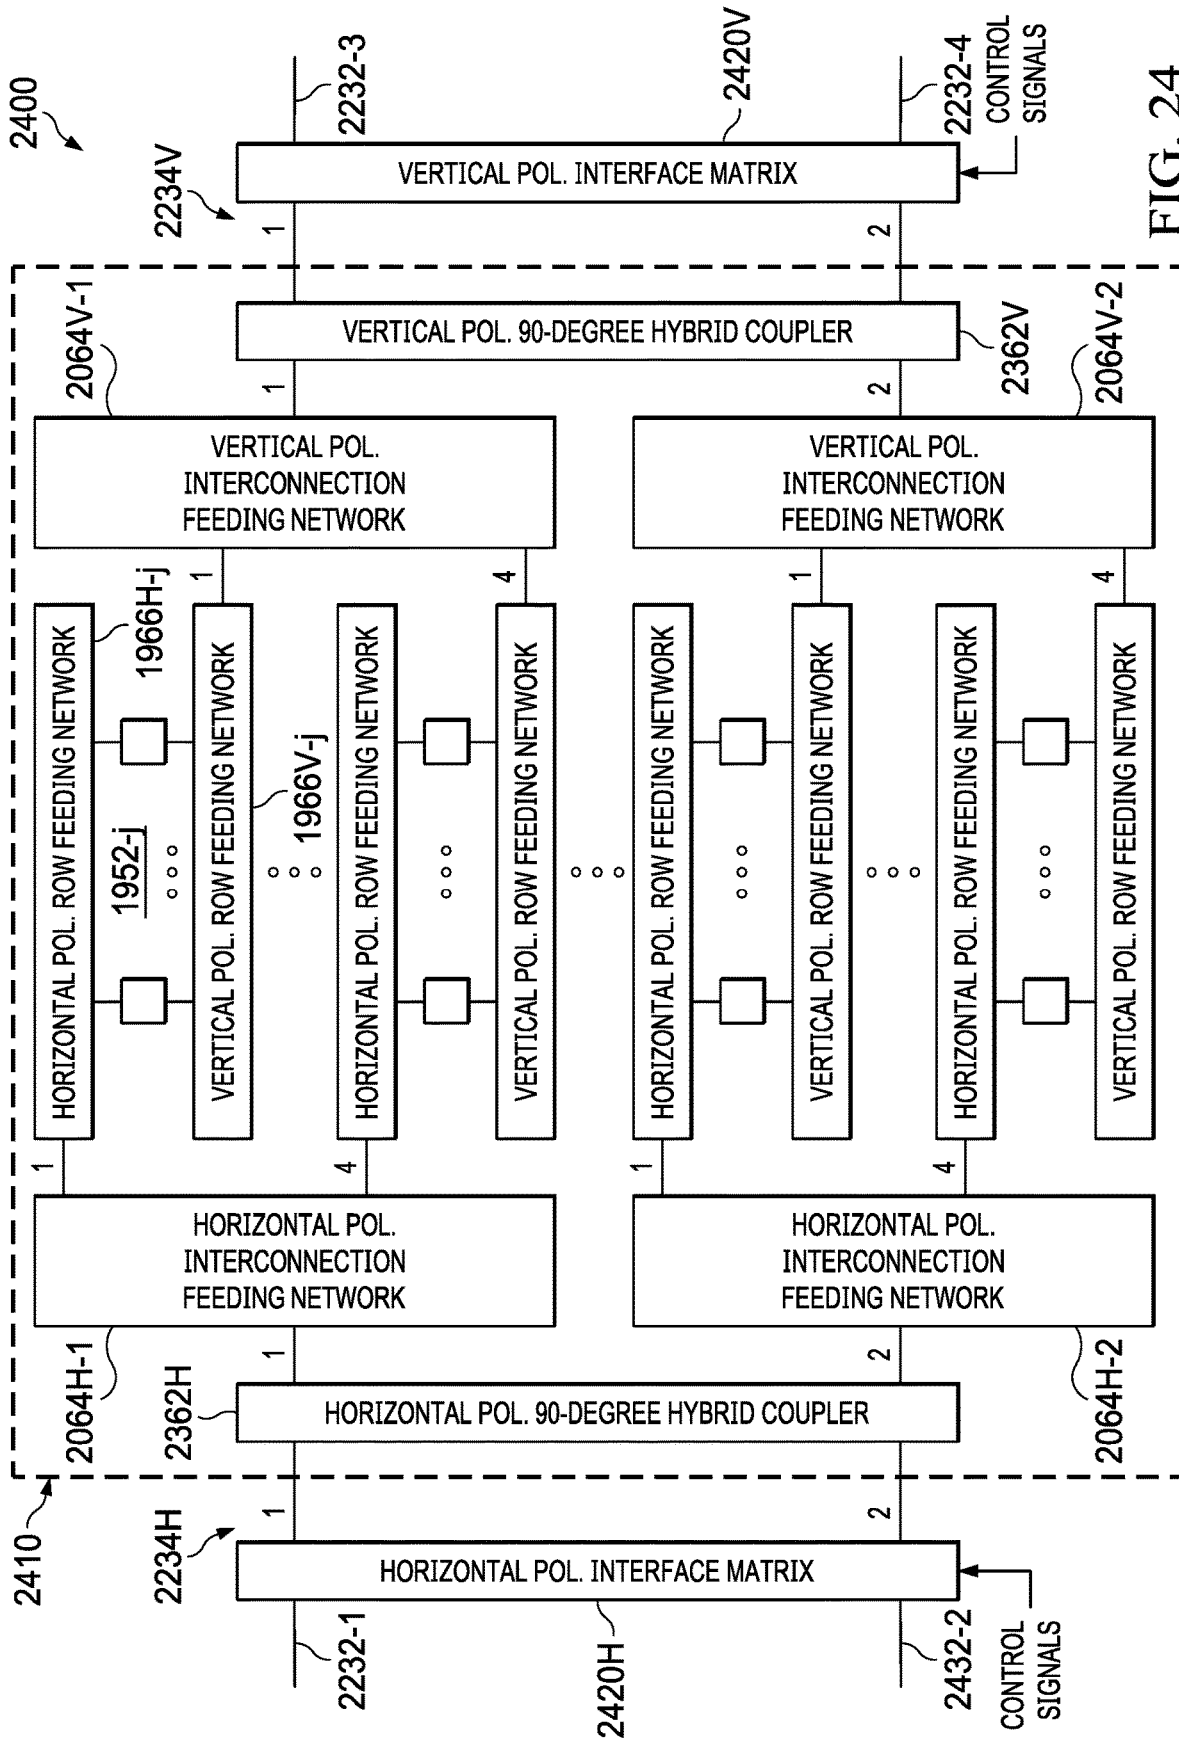 2410
2400
2064H-1
2064V-1
2234H
2362H
1966H-j
2234V
HORIZONTAL POL. ROW FEEDING NETWORK
1
1952-j
VERTICAL POL. ROW FEEDING NETWORK
1
1966V-j
HORIZONTAL POL.
INTERCONNECTION
FEEDING NETWORK
VERTICAL POL.
INTERCONNECTION
FEEDING NETWORK
2232-1
1
1
1
1
2232-3
HORIZONTAL POL. ROW FEEDING NETWORK
4
VERTICAL POL. ROW FEEDING NETWORK
4
HORIZONTAL POL. INTERFACE MATRIX
HORIZONTAL POL. 90-DEGREE HYBRID COUPLER
VERTICAL POL. 90-DEGREE HYBRID COUPLER
VERTICAL POL. INTERFACE MATRIX
2420H
2420V
HORIZONTAL POL. ROW FEEDING NETWORK
1
VERTICAL POL. ROW FEEDING NETWORK
1
HORIZONTAL POL.
INTERCONNECTION
FEEDING NETWORK
VERTICAL POL.
INTERCONNECTION
FEEDING NETWORK
2
2
2
2
2432-2
2232-4
HORIZONTAL POL. ROW FEEDING NETWORK
4
VERTICAL POL. ROW FEEDING NETWORK
4
CONTROL
SIGNALS
2362V
CONTROL
SIGNALS
2064H-2
2064V-2
FIG. 24